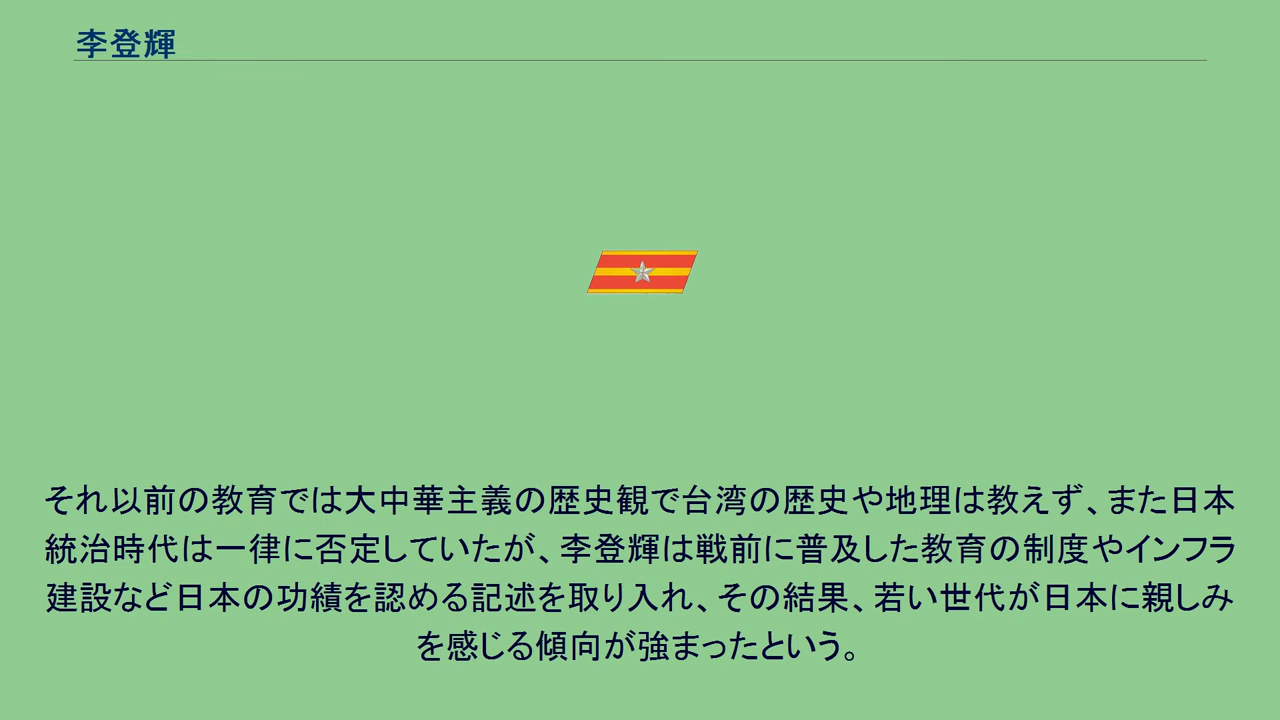 李登輝
それ以前の教育では大中華主義の歴史観で台湾の歴史や地理は教えず、また日本
統治時代は一律に否定していたが、李登輝は戦前に普及した教育の制度やインフラ
建設など日本の功績を認める記述を取り入れ、その結果、若い世代が日本に親しみ
を感じる傾向が強まったという。